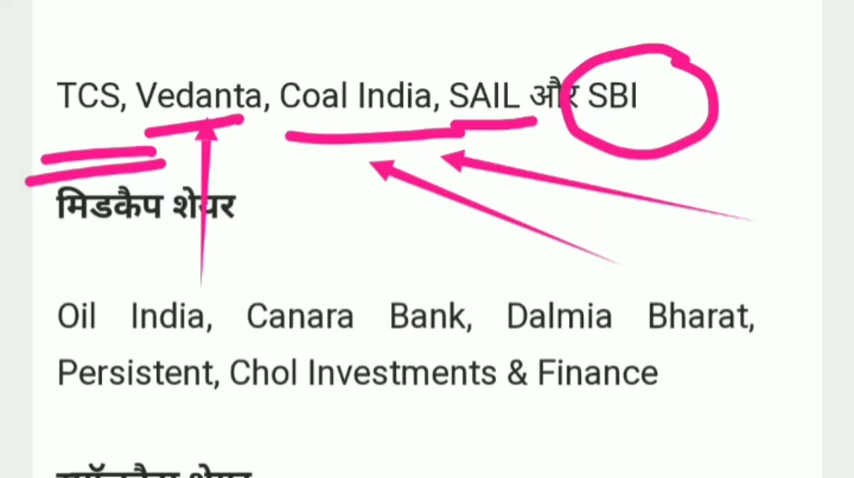 TCS, Vedanta, Coal India, SAIL और SBI
मिडकैप शेयर
Oil India, Canara Bank, Dalmia Bharat,
Persistent, Chol Investments & Finance